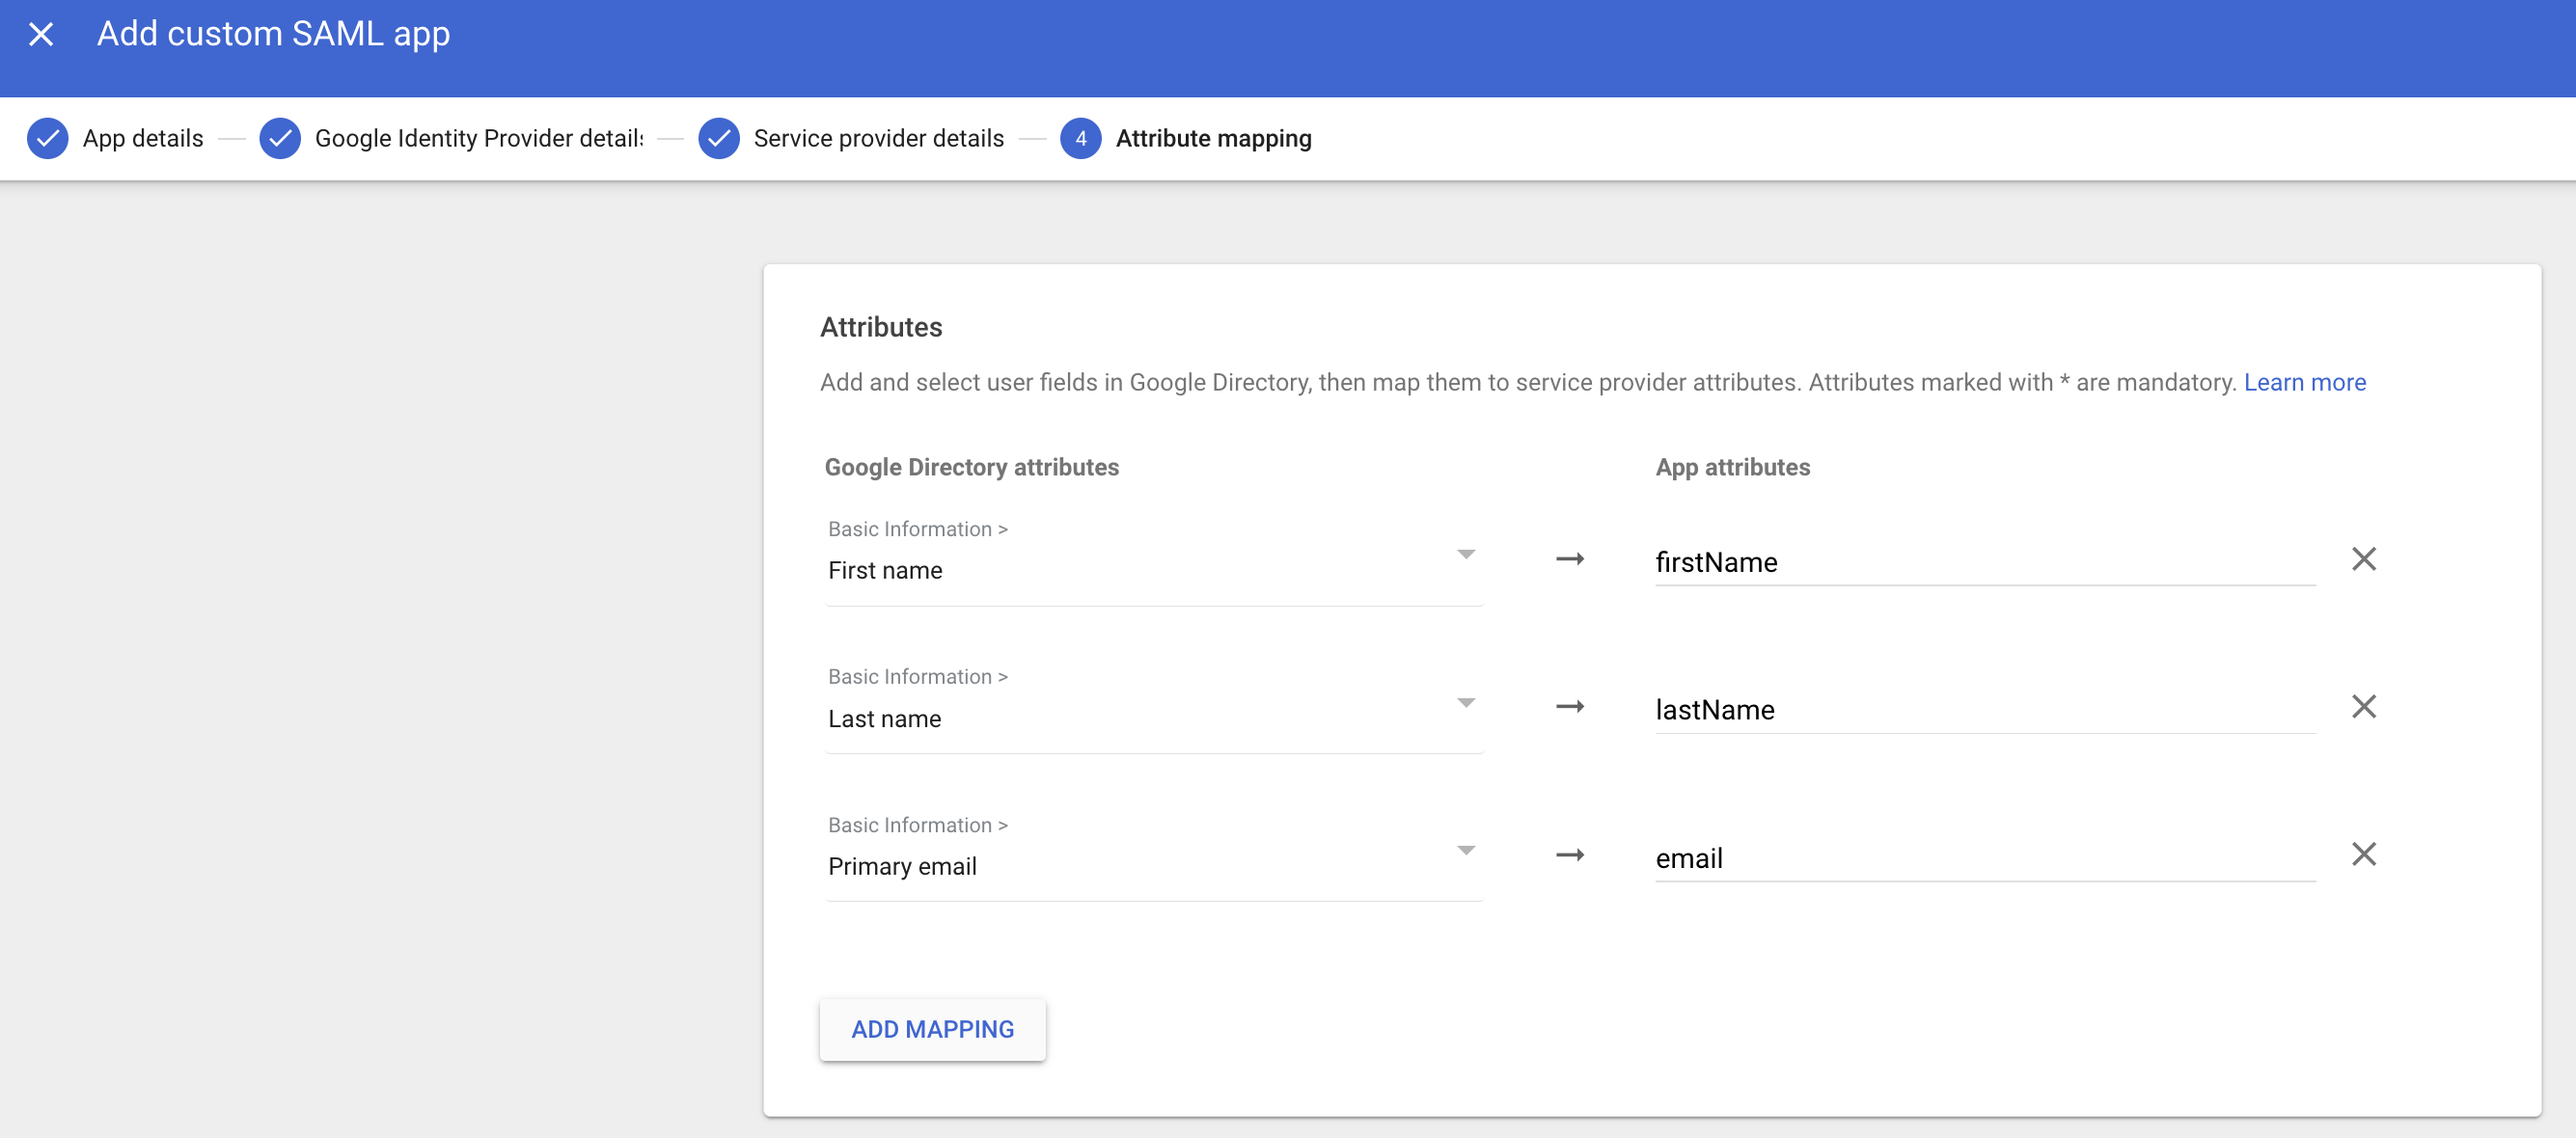 Add custom SAML app
App details
Google Identity Provider details
Service provider details
4 Attribute mapping
Attributes
Add and select user fields in Google Directory, then map them to service provider attributes. Attributes marked with * are mandatory. Learn more
Google Directory attributes App attributes
Basic Information >
First name → firstName
Basic Information >
Last name → lastName
Basic Information >
Primary email → email
ADD MAPPING